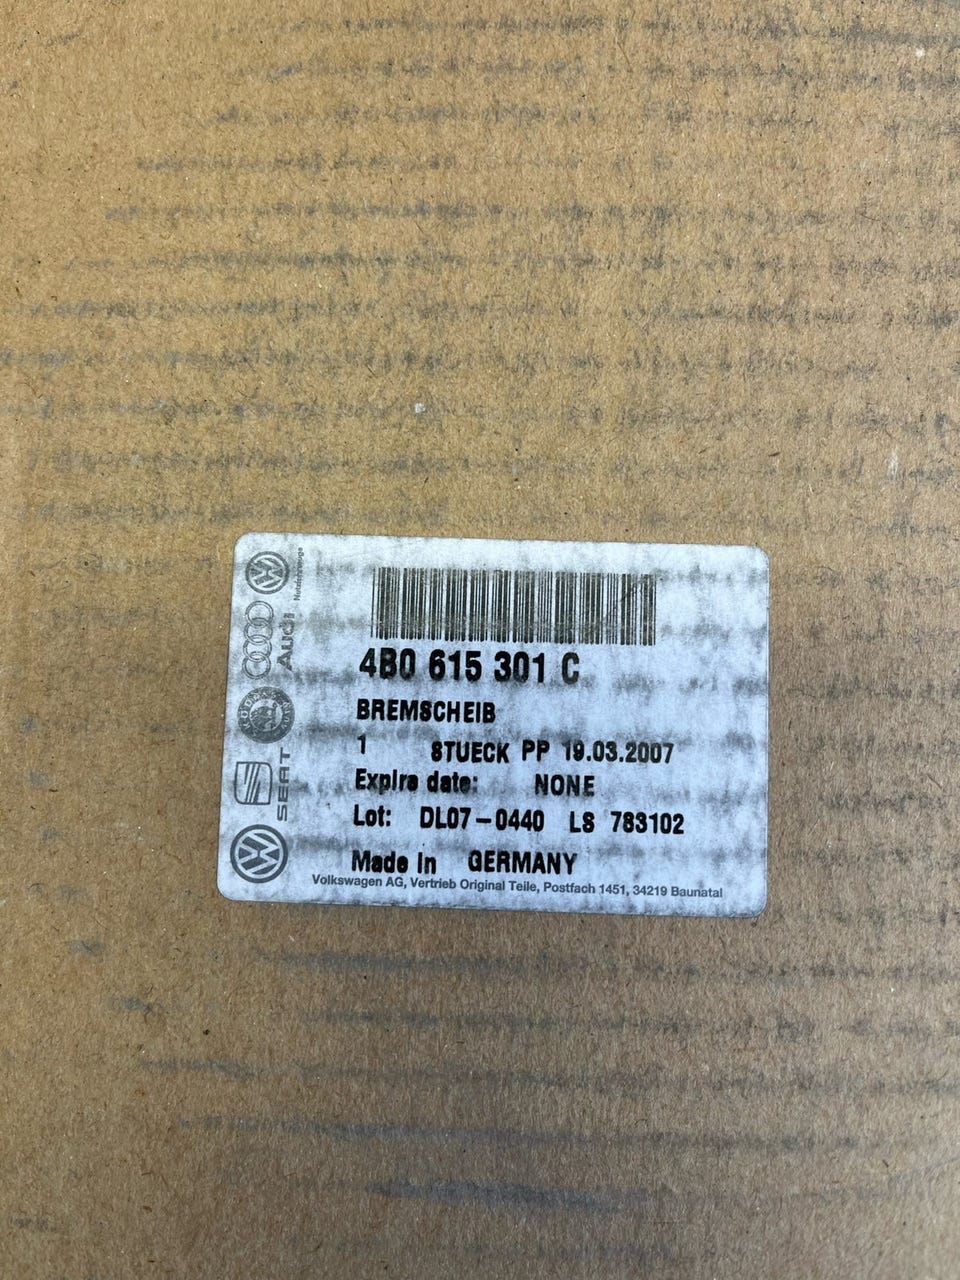 4B0 615 301 C
BREMSCHEIB
1 STUECK PP 19.03.2007
Expire date: NONE
Lot: DL07-0440 LS 783102
Made in GERMANY
Volkswagen AG, Vertrieb Original Teile, Postfach 1451, 34219 Baunatal
Nutzfahrzeuge
Audi
SEAT